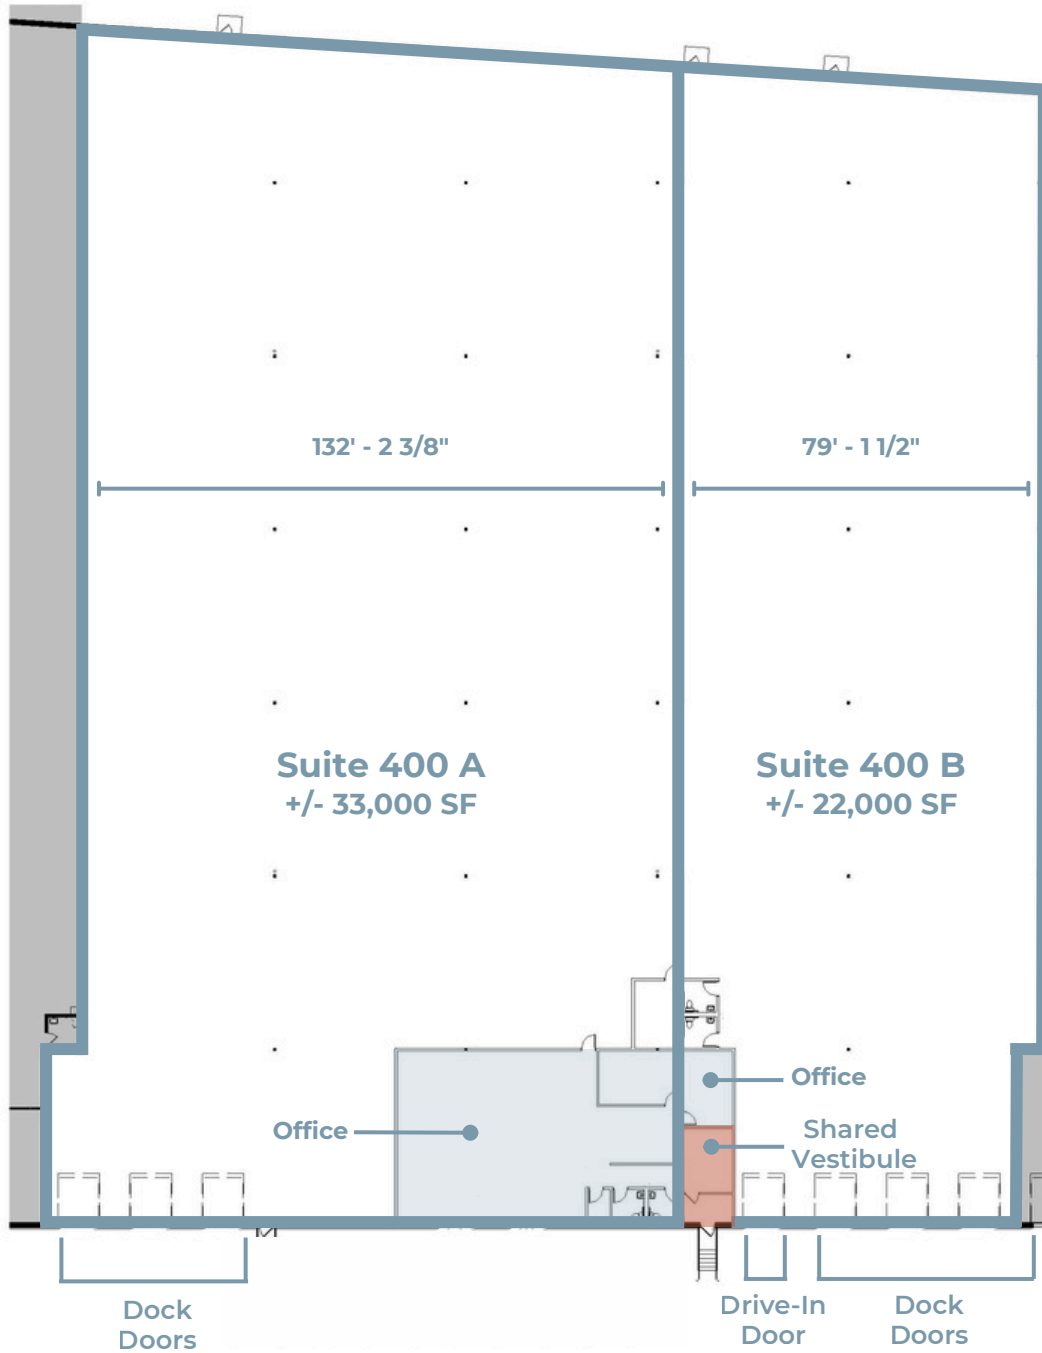 132' - 2 3/8"
79' - 1 1/2"
Suite 400 A
+/- 33,000 SF
Suite 400 B
+/- 22,000 SF
Office
Office
Shared
Vestibule
Dock
Doors
Drive-In
Door
Dock
Doors